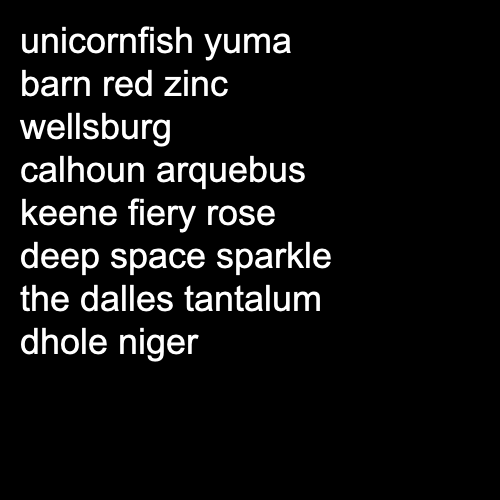 unicornfish yuma
barn red zinc
wellsburg
calhoun arquebus
keene fiery rose
deep space sparkle
the dalles tantalum
dhole niger